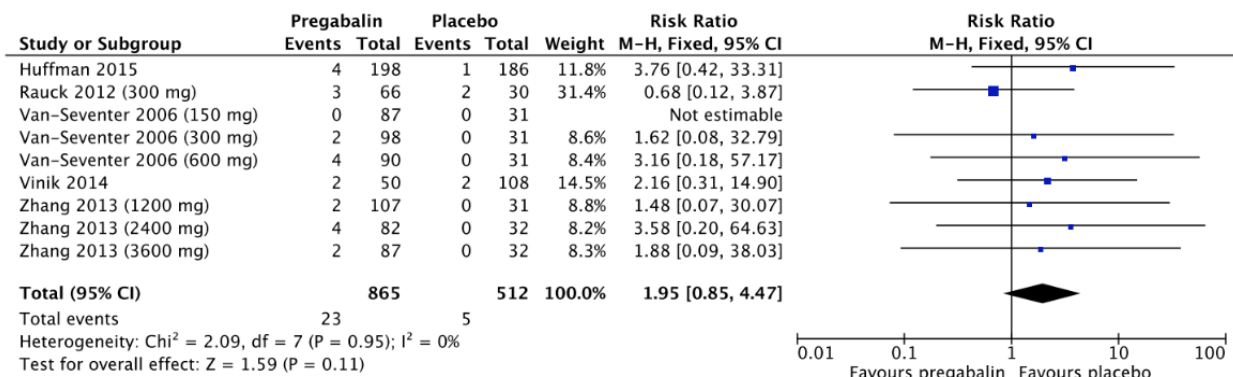 Pregabalin Placebo Risk Ratio Risk Ratio
Study or Subgroup Events Total Events Total Weight M-H, Fixed, 95% CI M-H, Fixed, 95% CI
Huffman 2015 4 198 1 186 11.8% 3.76 [0.42, 33.31]
Rauck 2012 (300 mg) 3 66 2 30 31.4% 0.68 [0.12, 3.87]
Van-Seventer 2006 (150 mg) 0 87 0 31 Not estimable
Van-Seventer 2006 (300 mg) 2 98 0 31 8.6% 1.62 [0.08, 32.79]
Van-Seventer 2006 (600 mg) 4 90 0 31 8.4% 3.16 [0.18, 57.17]
Vinik 2014 2 50 2 108 14.5% 2.16 [0.31, 14.90]
Zhang 2013 (1200 mg) 2 107 0 31 8.8% 1.48 [0.07, 30.07]
Zhang 2013 (2400 mg) 4 82 0 32 8.2% 3.58 [0.20, 64.63]
Zhang 2013 (3600 mg) 2 87 0 32 8.3% 1.88 [0.09, 38.03]
Total (95% CI) 865 512 100.0% 1.95 [0.85, 4.47]
Total events 23 5
Heterogeneity: Chi² = 2.09, df = 7 (P = 0.95); I² = 0%
Test for overall effect: Z = 1.59 (P = 0.11)
0.01 0.1 1 10 100
Favours pregabalin Favours placebo